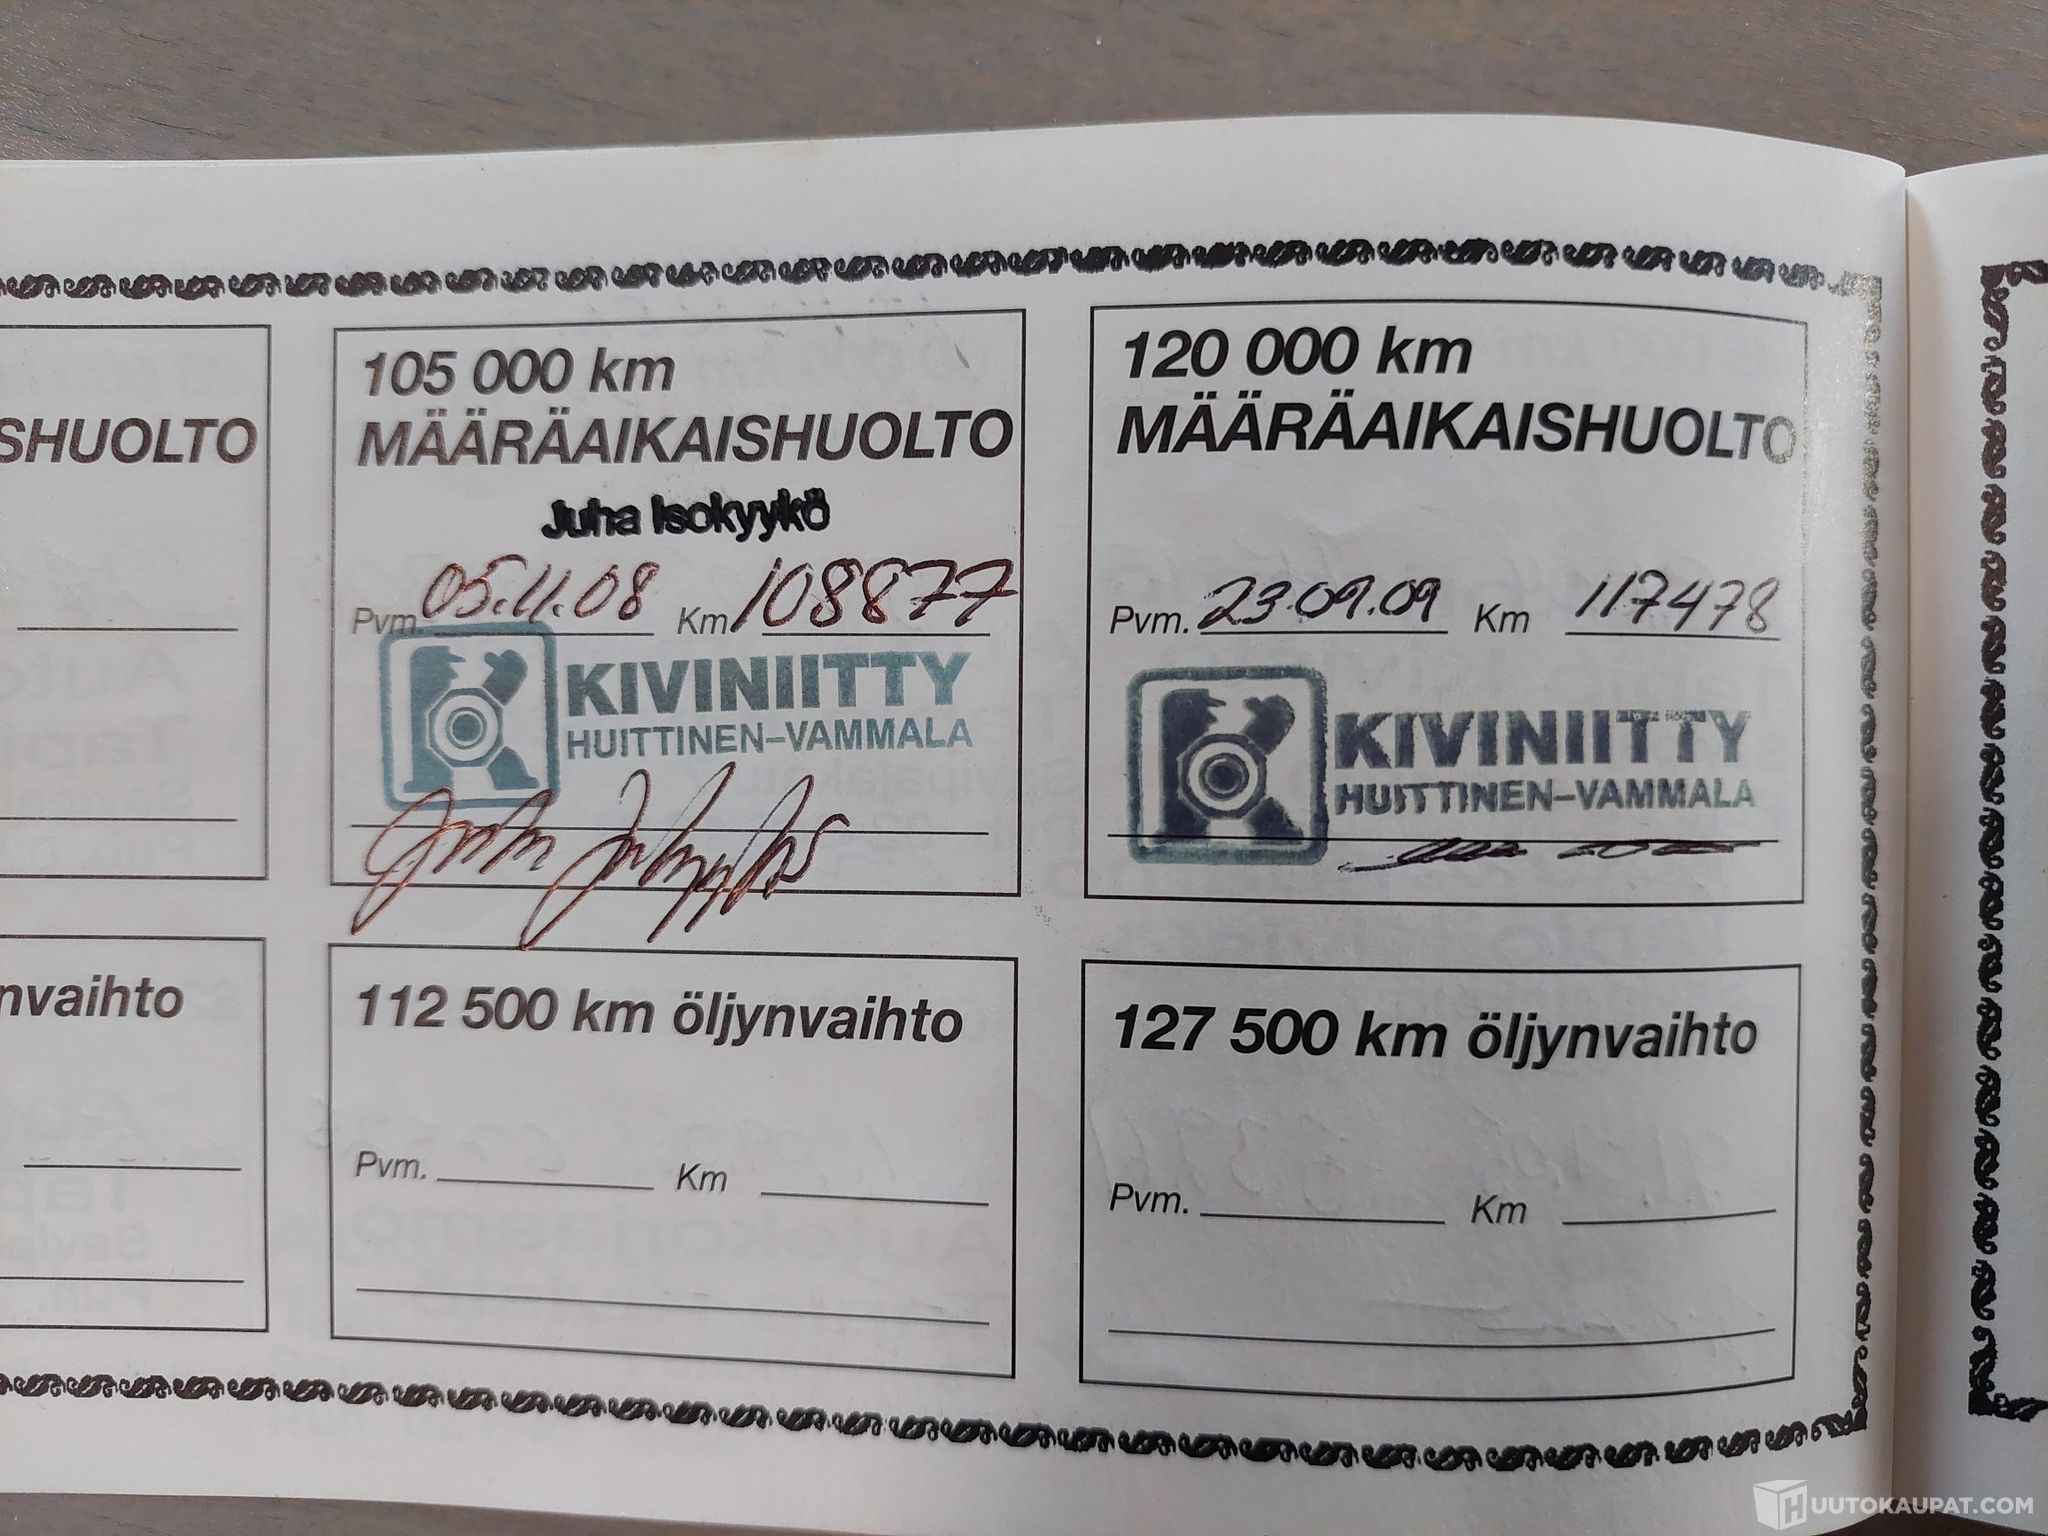 SHUOLTO
105 000 km
MÄÄRÄAIKAISHUOLTO
Juha Isokyykö
Pvm. 05.11.08 Km 108877
KIVINIITTY
HUITTINEN–VAMMALA
120 000 km
MÄÄRÄAIKAISHUOLTO
Pvm. 23.09.09 Km 117478
KIVINIITTY
HUITTINEN–VAMMALA
nvaihto
112 500 km öljynvaihto
Pvm. Km
127 500 km öljynvaihto
Pvm. Km
HUUTOKAUPAT.COM